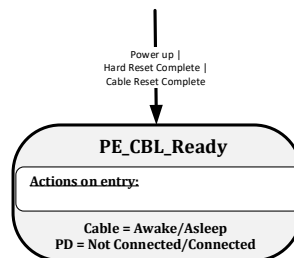 Power up |
Hard Reset Complete |
Cable Reset Complete
PE_CBL_Ready
Actions on entry:
Cable = Awake/Asleep
PD = Not Connected/Connected